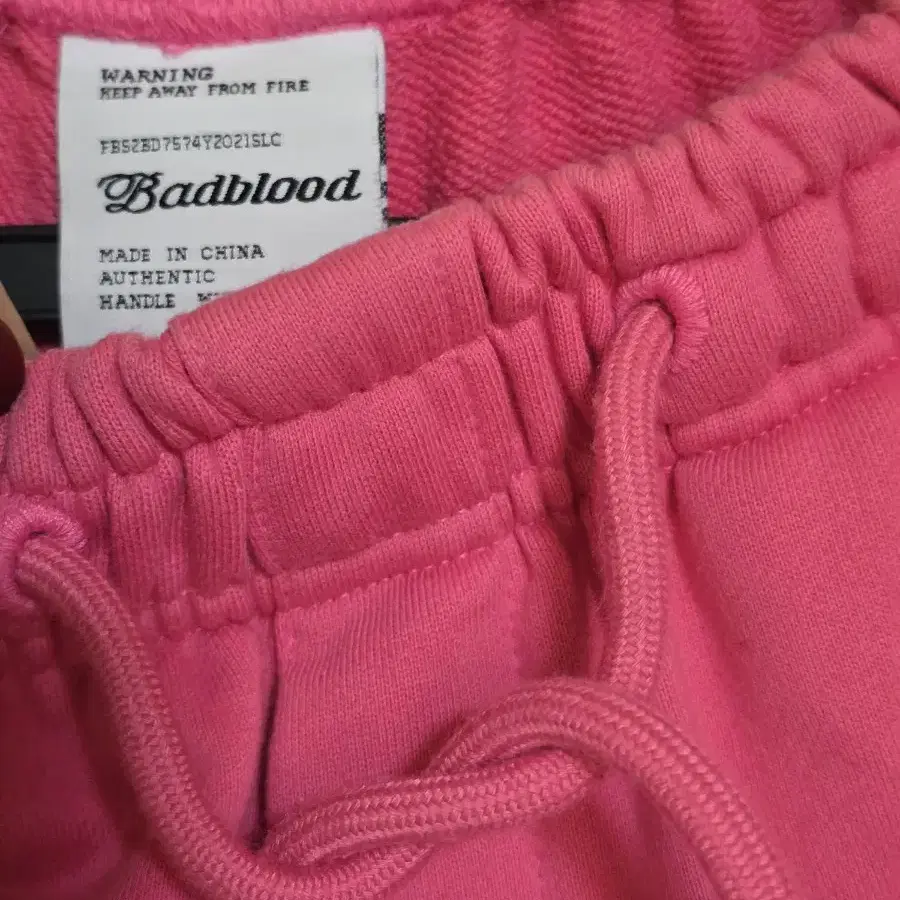 WARNING
KEEP AWAY FROM FIRE
FBS2BD7574Y2021SLC
Badblood
MADE IN CHINA
AUTHENTIC
HANDLE